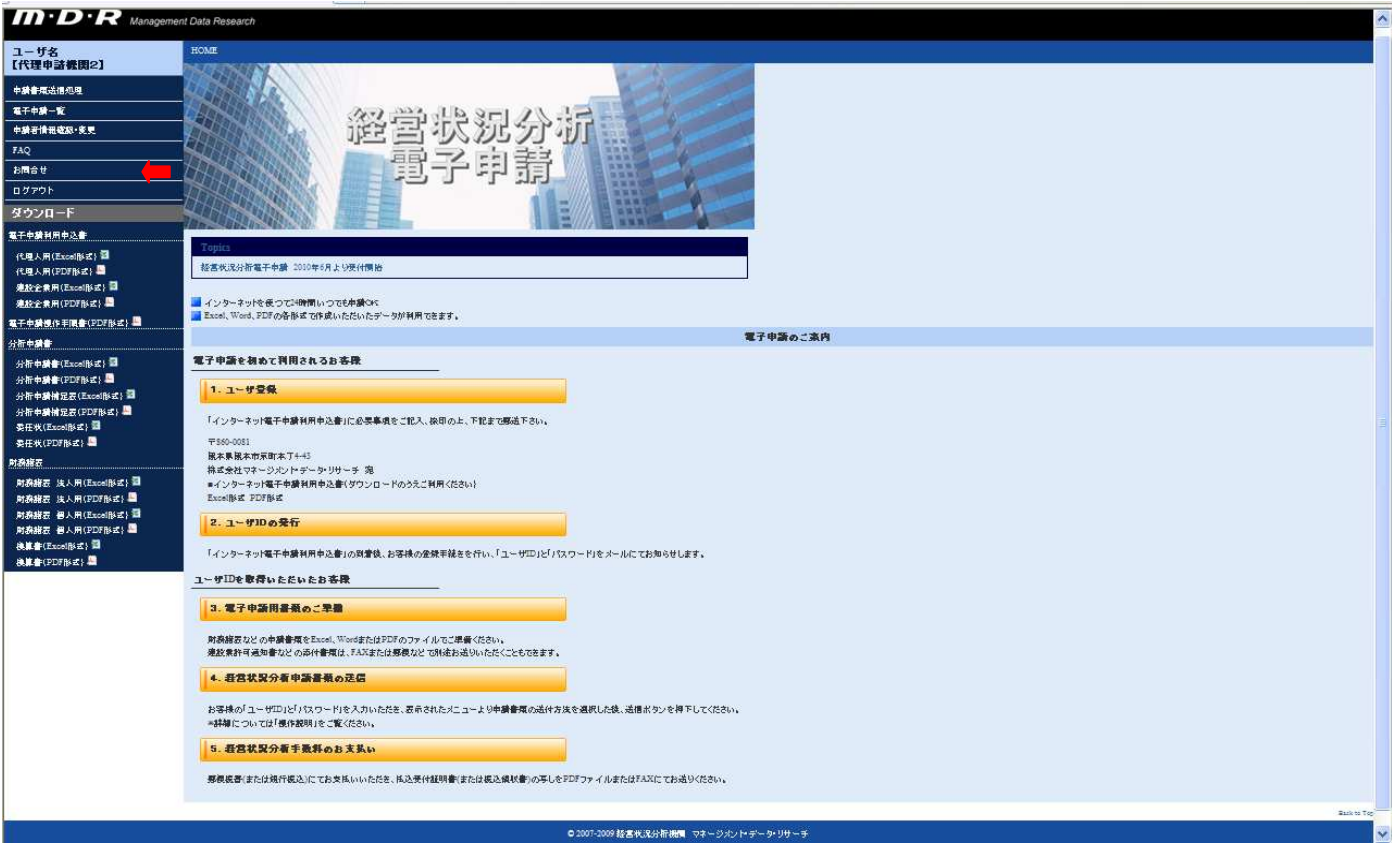 m·D·R Management Data Research
ユーザ名
【代理申請機関2】
申請書類送信処理
電子申請一覧
申請者情報確認・変更
FAQ
お問合せ
ログアウト
ダウンロード
電子申請利用申込書
代理人用(Excel形式)
代理人用(PDF形式)
建設企業用(Excel形式)
建設企業用(PDF形式)
電子申請操作手順書(PDF形式)
分析申請書
分析申請書(Excel形式)
分析申請書(PDF形式)
分析申請補足表(Excel形式)
分析申請補足表(PDF形式)
委任状(Excel形式)
委任状(PDF形式)
財務諸表
財務諸表 法人用(Excel形式)
財務諸表 法人用(PDF形式)
財務諸表 個人用(Excel形式)
財務諸表 個人用(PDF形式)
換算書(Excel形式)
換算書(PDF形式)
HOME
経営状況分析
電子申請
Topics
経営状況分析電子申請 2010年6月より受付開始
インターネットを使って24時間いつでも申請OK
Excel、Word、PDFの各形式で作成いただいたデータが利用できます。
電子申請のご案内
電子申請を初めて利用されるお客様
1. ユーザ登録
「インターネット電子申請利用申込書」に必要事項をご記入、捺印の上、下記まで郵送下さい。
〒860-0081
熊本県熊本市京町本丁4-43
株式会社マネージメント・データ・リサーチ 宛
※インターネット電子申請利用申込書(ダウンロードのうえご利用ください)
Excel形式 PDF形式
2. ユーザIDの発行
「インターネット電子申請利用申込書」の到着後、お客様の登録手続きを行い、「ユーザID」と「パスワード」をメールにてお知らせします。
ユーザIDを取得いただいたお客様
3. 電子申請用書類のご準備
財務諸表などの申請書類をExcel、WordまたはPDFのファイルでご準備ください。
建設業許可通知書などの添付書類は、FAXまたは郵便などで別途お送りいただくこともできます。
4. 経営状況分析申請書類の送信
お客様の「ユーザID」と「パスワード」を入力いただき、表示されたメニューより申請書類の送付方法を選択した後、送信ボタンを押下してください。
※詳細については「操作説明」をご覧ください。
5. 経営状況分析手数料のお支払い
郵便振替(または銀行振込)にてお支払いいただき、払込受付証明書(または振込領収書)の写しをPDFファイルまたはFAXにてお送りください。
Back to Top
© 2007-2009 経営状況分析機関 マネージメント・データ・リサーチ